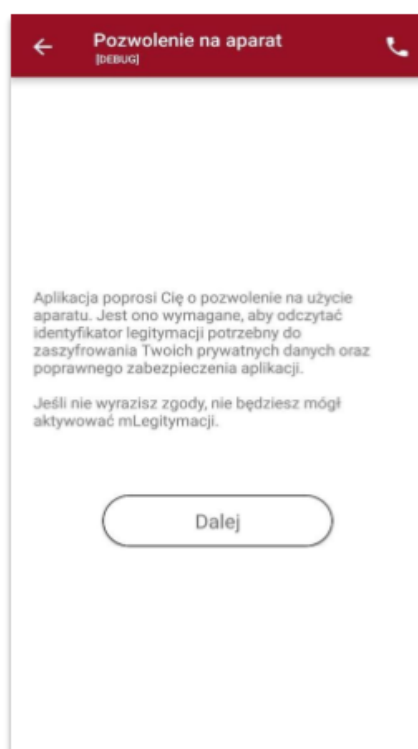 Pozwolenie na aparat
[DEBUG]
Aplikacja poprosi Cię o pozwolenie na użycie
aparatu. Jest ono wymagane, aby odczytać
identyfikator legitymacji potrzebny do
zaszyfrowania Twoich prywatnych danych oraz
poprawnego zabezpieczenia aplikacji.
Jeśli nie wyrazisz zgody, nie będziesz mógł
aktywować mLegitymacji.
Dalej